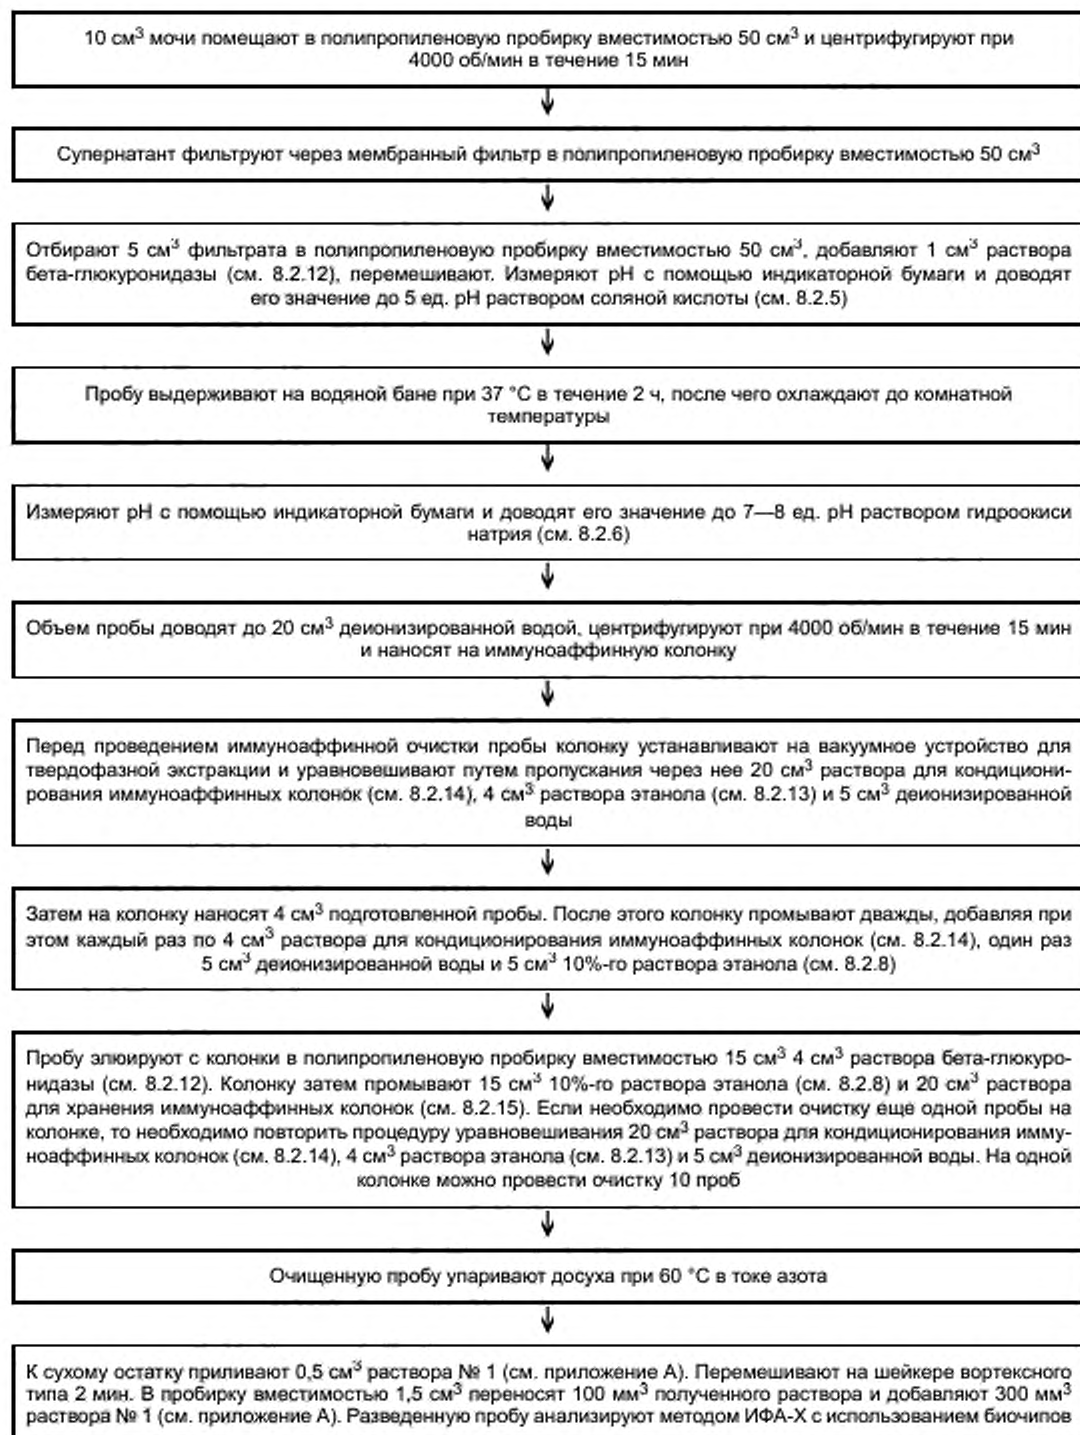 10 см³ мочи помещают в полипропиленовую пробирку вместимостью 50 см³ и центрифугируют при
4000 об/мин в течение 15 мин
Супернатант фильтруют через мембранный фильтр в полипропиленовую пробирку вместимостью 50 см³
Отбирают 5 см³ фильтрата в полипропиленовую пробирку вместимостью 50 см³, добавляют 1 см³ раствора
бета-глюкуронидазы (см. 8.2.12), перемешивают. Измеряют pH с помощью индикаторной бумаги и доводят
его значение до 5 ед. pH раствором соляной кислоты (см. 8.2.5)
Пробу выдерживают на водяной бане при 37 °С в течение 2 ч, после чего охлаждают до комнатной
температуры
Измеряют pH с помощью индикаторной бумаги и доводят его значение до 7—8 ед. pH раствором гидроокиси
натрия (см. 8.2.6)
Объем пробы доводят до 20 см³ деионизированной водой, центрифугируют при 4000 об/мин в течение 15 мин
и наносят на иммуноаффинную колонку
Перед проведением иммуноаффинной очистки пробы колонку устанавливают на вакуумное устройство для
твердофазной экстракции и уравновешивают путем пропускания через нее 20 см³ раствора для кондициони-
рования иммуноаффинных колонок (см. 8.2.14), 4 см³ раствора этанола (см. 8.2.13) и 5 см³ деионизированной
воды
Затем на колонку наносят 4 см³ подготовленной пробы. После этого колонку промывают дважды, добавляя при
этом каждый раз по 4 см³ раствора для кондиционирования иммуноаффинных колонок (см. 8.2.14), один раз
5 см³ деионизированной воды и 5 см³ 10%-го раствора этанола (см. 8.2.8)
Пробу элюируют с колонки в полипропиленовую пробирку вместимостью 15 см³ 4 см³ раствора бета-глюкуро-
нидазы (см. 8.2.12). Колонку затем промывают 15 см³ 10%-го раствора этанола (см. 8.2.8) и 20 см³ раствора
для хранения иммуноаффинных колонок (см. 8.2.15). Если необходимо провести очистку еще одной пробы на
колонке, то необходимо повторить процедуру уравновешивания 20 см³ раствора для кондиционирования имму-
ноаффинных колонок (см. 8.2.14), 4 см³ раствора этанола (см. 8.2.13) и 5 см³ деионизированной воды. На одной
колонке можно провести очистку 10 проб
Очищенную пробу упаривают досуха при 60 °С в токе азота
К сухому остатку приливают 0,5 см³ раствора № 1 (см. приложение А). Перемешивают на шейкере вортексного
типа 2 мин. В пробирку вместимостью 1,5 см³ переносят 100 мм³ полученного раствора и добавляют 300 мм³
раствора № 1 (см. приложение А). Разведенную пробу анализируют методом ИФА-Х с использованием биочипов